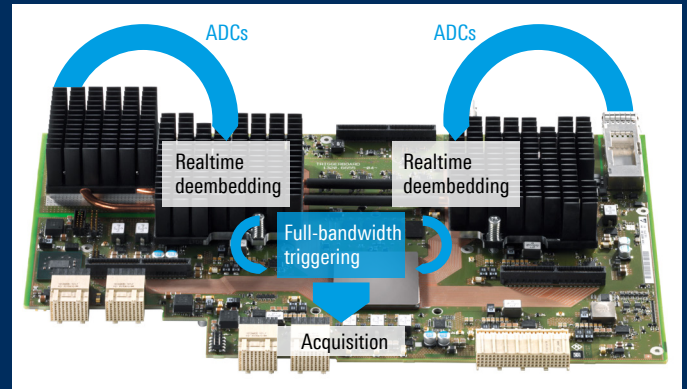 ADCs
ADCs
Realtime
deembedding
Realtime
deembedding
Full-bandwidth
triggering
Acquisition